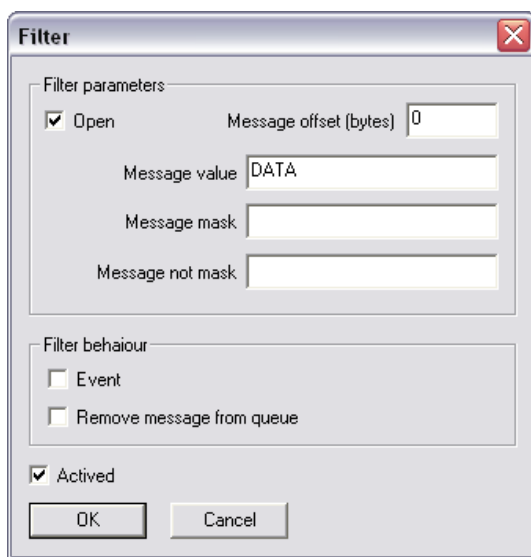 Filter
Filter parameters
Open Message offset (bytes) 0
Message value DATA
Message mask
Message not mask
Filter behaiour
Event
Remove message from queue
Actived
OK Cancel